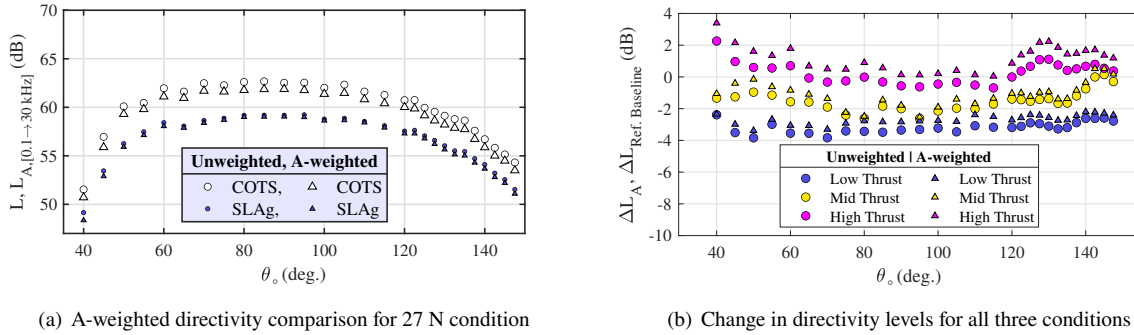 70
65
60
55
50
L, L_A,[0.1→30 kHz] (dB)
Unweighted, A-weighted
COTS, COTS
SLAg, SLAg
40 60 80 100 120 140
θ_o (deg.)
(a) A-weighted directivity comparison for 27 N condition
6
4
2
0
-2
-4
-6
-8
-10
ΔL_A, ΔL_Ref. Baseline (dB)
Unweighted | A-weighted
Low Thrust Low Thrust
Mid Thrust Mid Thrust
High Thrust High Thrust
40 60 80 100 120 140
θ_o (deg.)
(b) Change in directivity levels for all three conditions